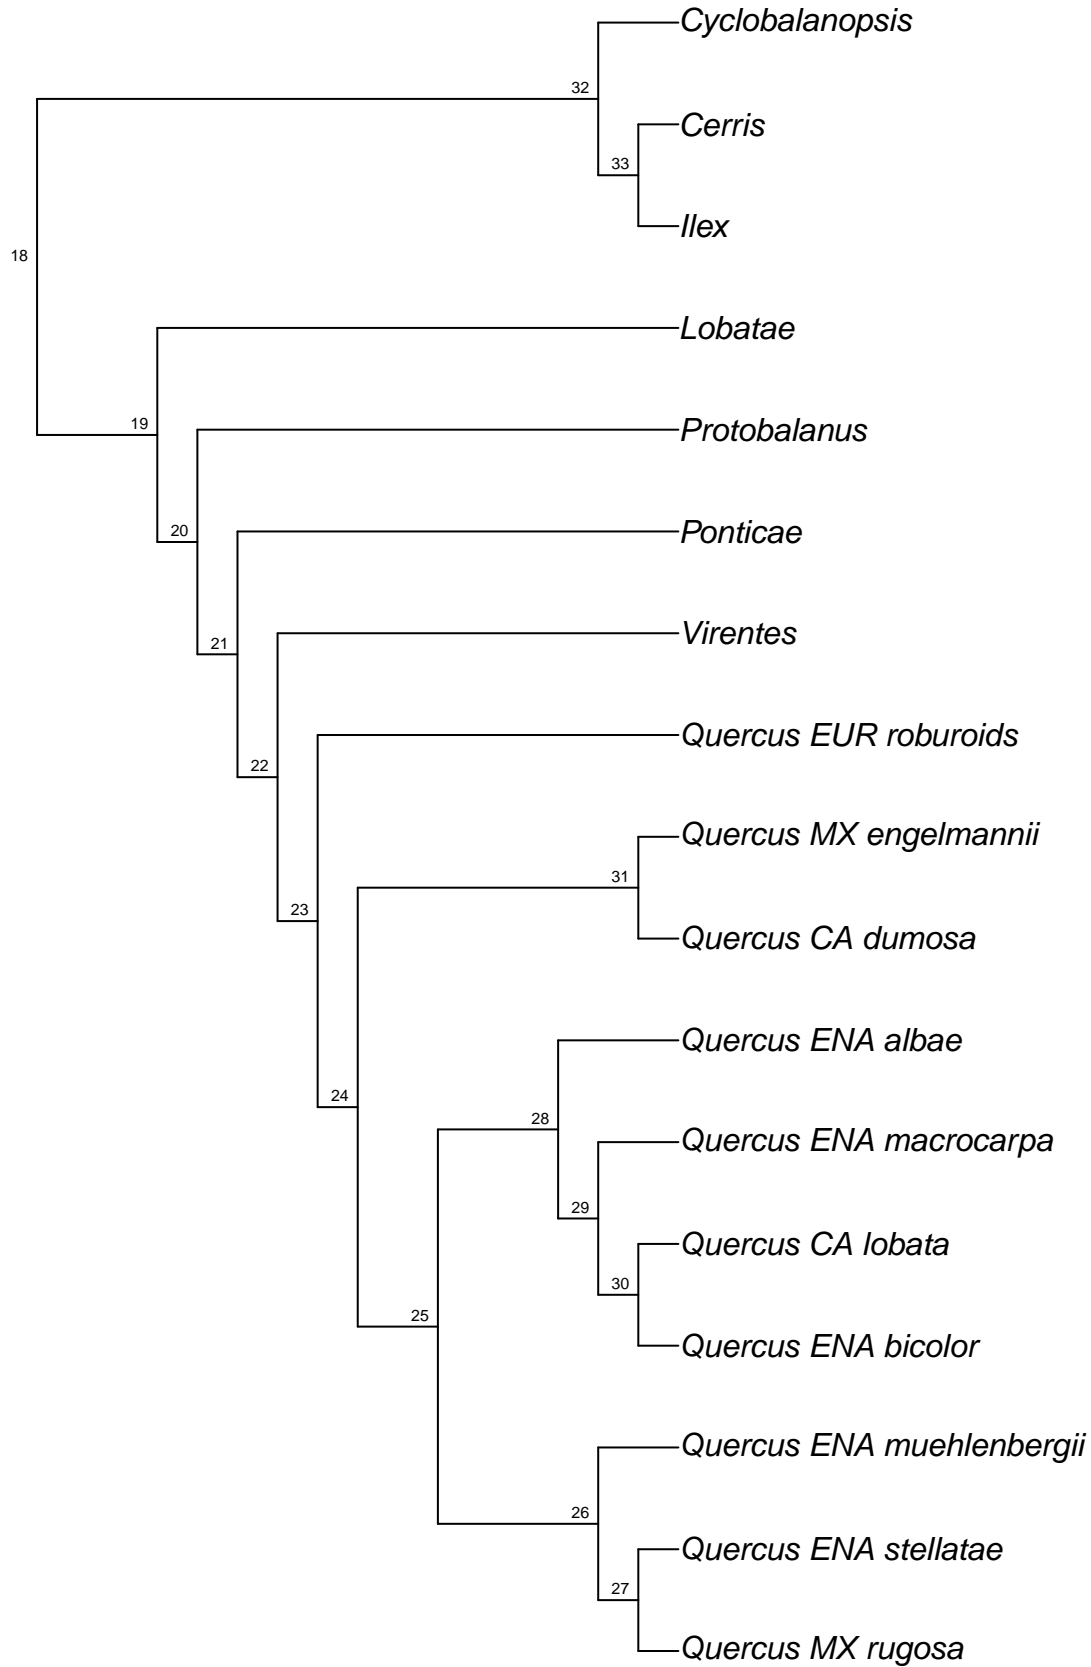 Cyclobalanopsis
32
Cerris
33
Ilex
18
Lobatae
19
Protobalanus
20
Ponticae
21
Virentes
22
Quercus EUR roburoids
23
Quercus MX engelmannii
31
Quercus CA dumosa
24
Quercus ENA albae
28
Quercus ENA macrocarpa
29
Quercus CA lobata
30
25
Quercus ENA bicolor
Quercus ENA muehlenbergii
26
Quercus ENA stellatae
27
Quercus MX rugosa